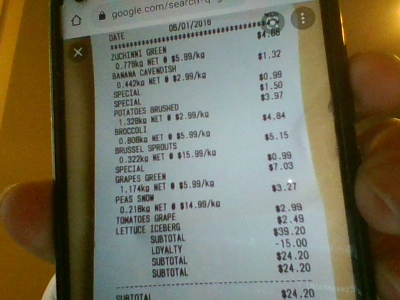 google.com/search?q
DATE 06/01/2016
$4.66
ZUCHINNI GREEN
0.778kg NET @ $5.99/kg
$1.32
BANANA CAVENDISH
0.442kg NET @ $2.99/kg
$0.99
SPECIAL
$1.50
SPECIAL
$3.97
POTATOES BRUSHED
1.328kg NET @ $2.99/kg
$4.84
BROCCOLI
0.808kg NET @ $5.99/kg
$5.15
BRUSSEL SPROUTS
0.322kg NET @ $15.99/kg
$0.99
SPECIAL
$7.03
GRAPES GREEN
1.174kg NET @ $5.99/kg
$3.27
PEAS SNOW
0.218kg NET @ $14.99/kg
$2.99
TOMATOES GRAPE
$2.49
LETTUCE ICEBERG
$39.20
SUBTOTAL
-15.00
LOYALTY
$24.20
SUBTOTAL
$24.20
SUBTOTAL
SUBTOTAL $24.20